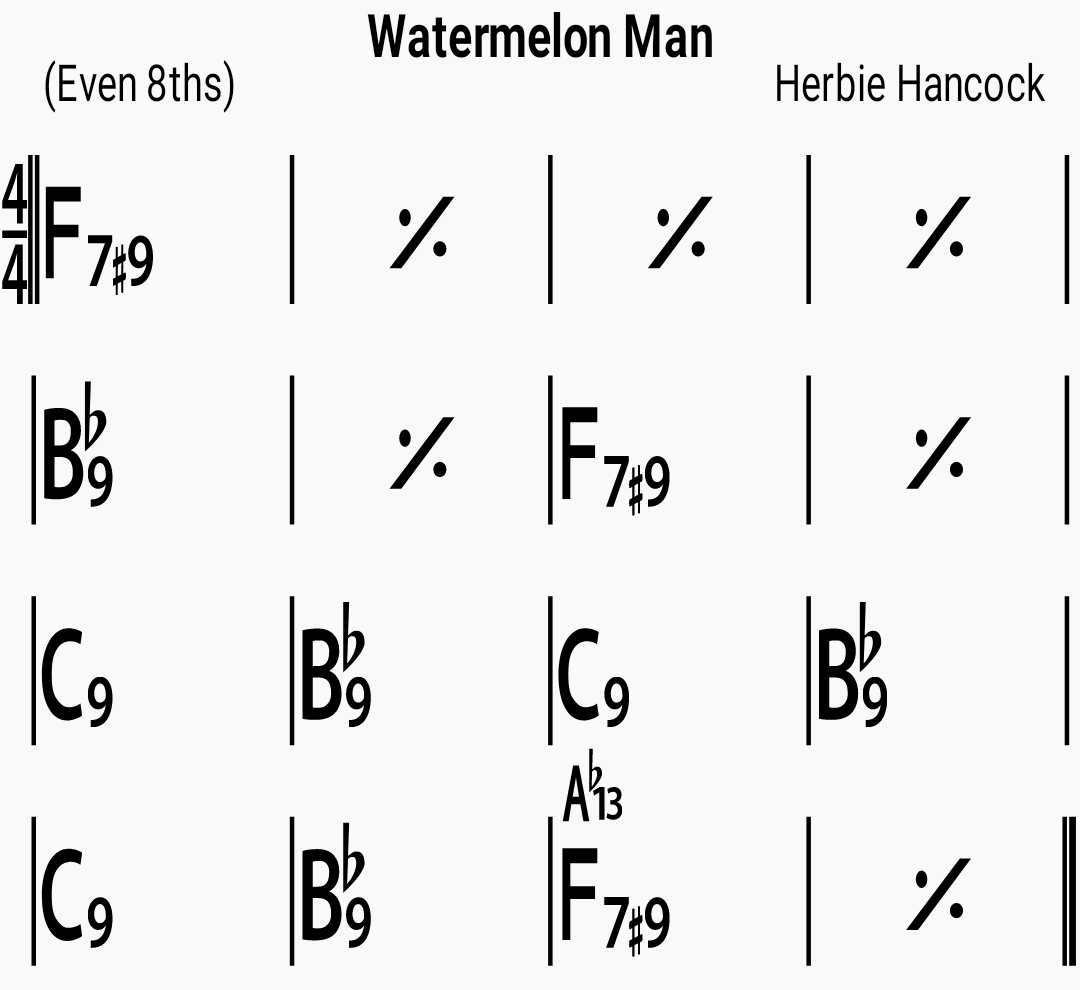 Watermelon Man
(Even 8ths)
Herbie Hancock
4/4 F7♯9 𝄎 𝄎 𝄎
B♭9 𝄎 F7♯9 𝄎
C9 B♭9 C9 B♭9
A♭13
C9 B♭9 F7♯9 𝄎